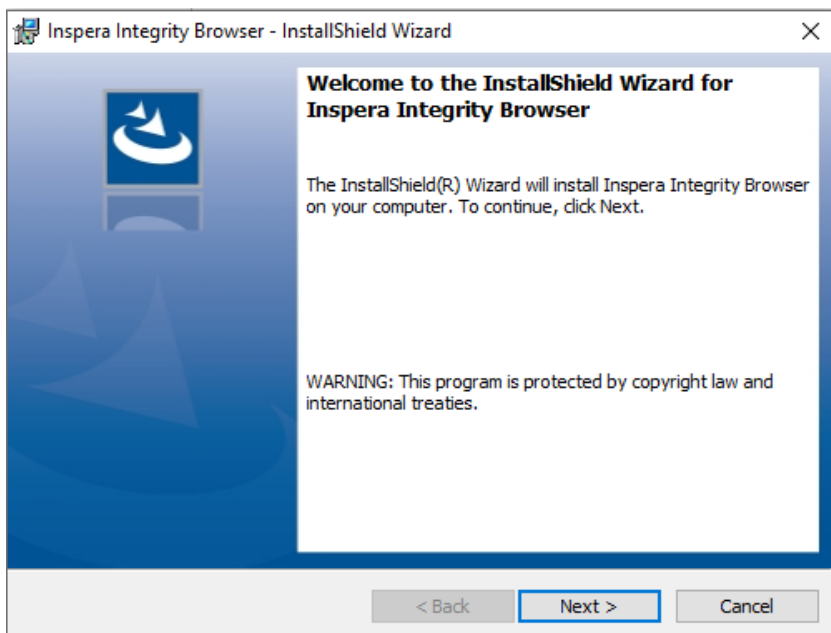 Inspera Integrity Browser - InstallShield Wizard
Welcome to the InstallShield Wizard for
Inspera Integrity Browser
The InstallShield(R) Wizard will install Inspera Integrity Browser
on your computer. To continue, click Next.
WARNING: This program is protected by copyright law and
international treaties.
< Back
Next >
Cancel